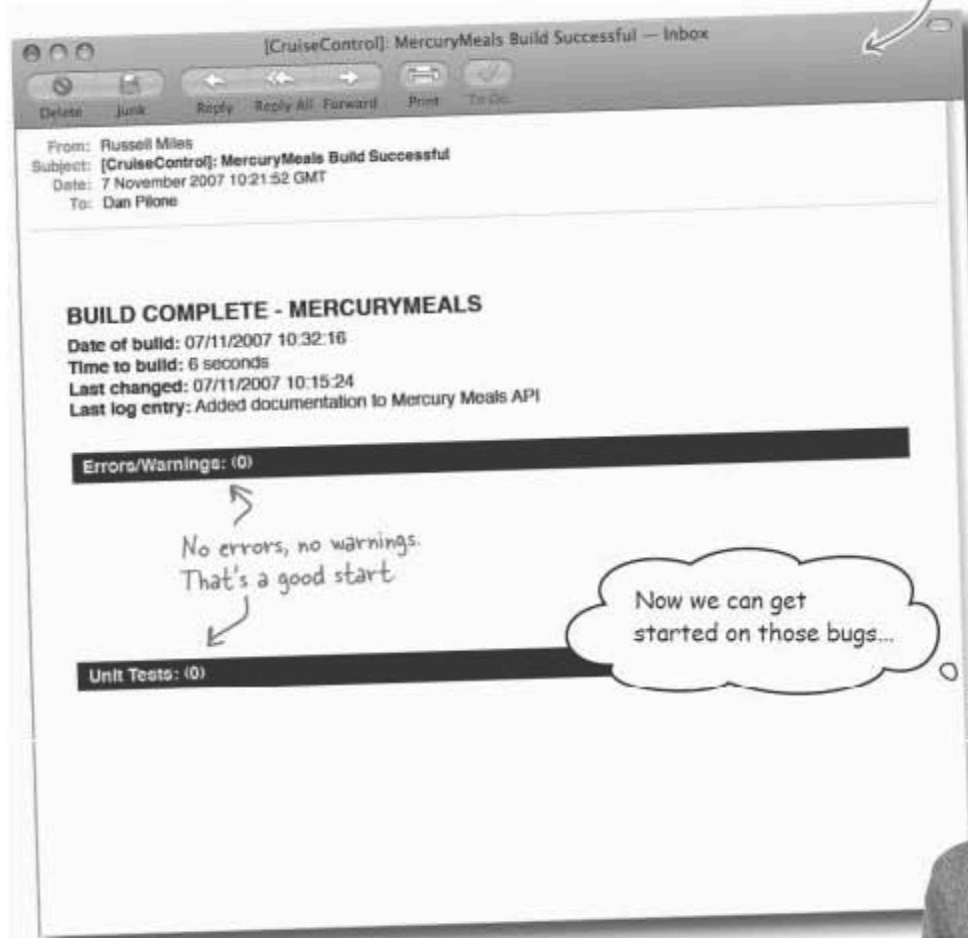 [CruiseControl]: MercuryMeals Build Successful — Inbox
Delete Junk Reply Reply All Forward Print To Do
From: Russell Miles
Subject: [CruiseControl]: MercuryMeals Build Successful
Date: 7 November 2007 10:21:52 GMT
To: Dan Pilone
BUILD COMPLETE - MERCURYMEALS
Date of build: 07/11/2007 10:32:16
Time to build: 6 seconds
Last changed: 07/11/2007 10:15:24
Last log entry: Added documentation to Mercury Meals API
Errors/Warnings: (0)
No errors, no warnings.
That's a good start
Now we can get
started on those bugs...
Unit Tests: (0)